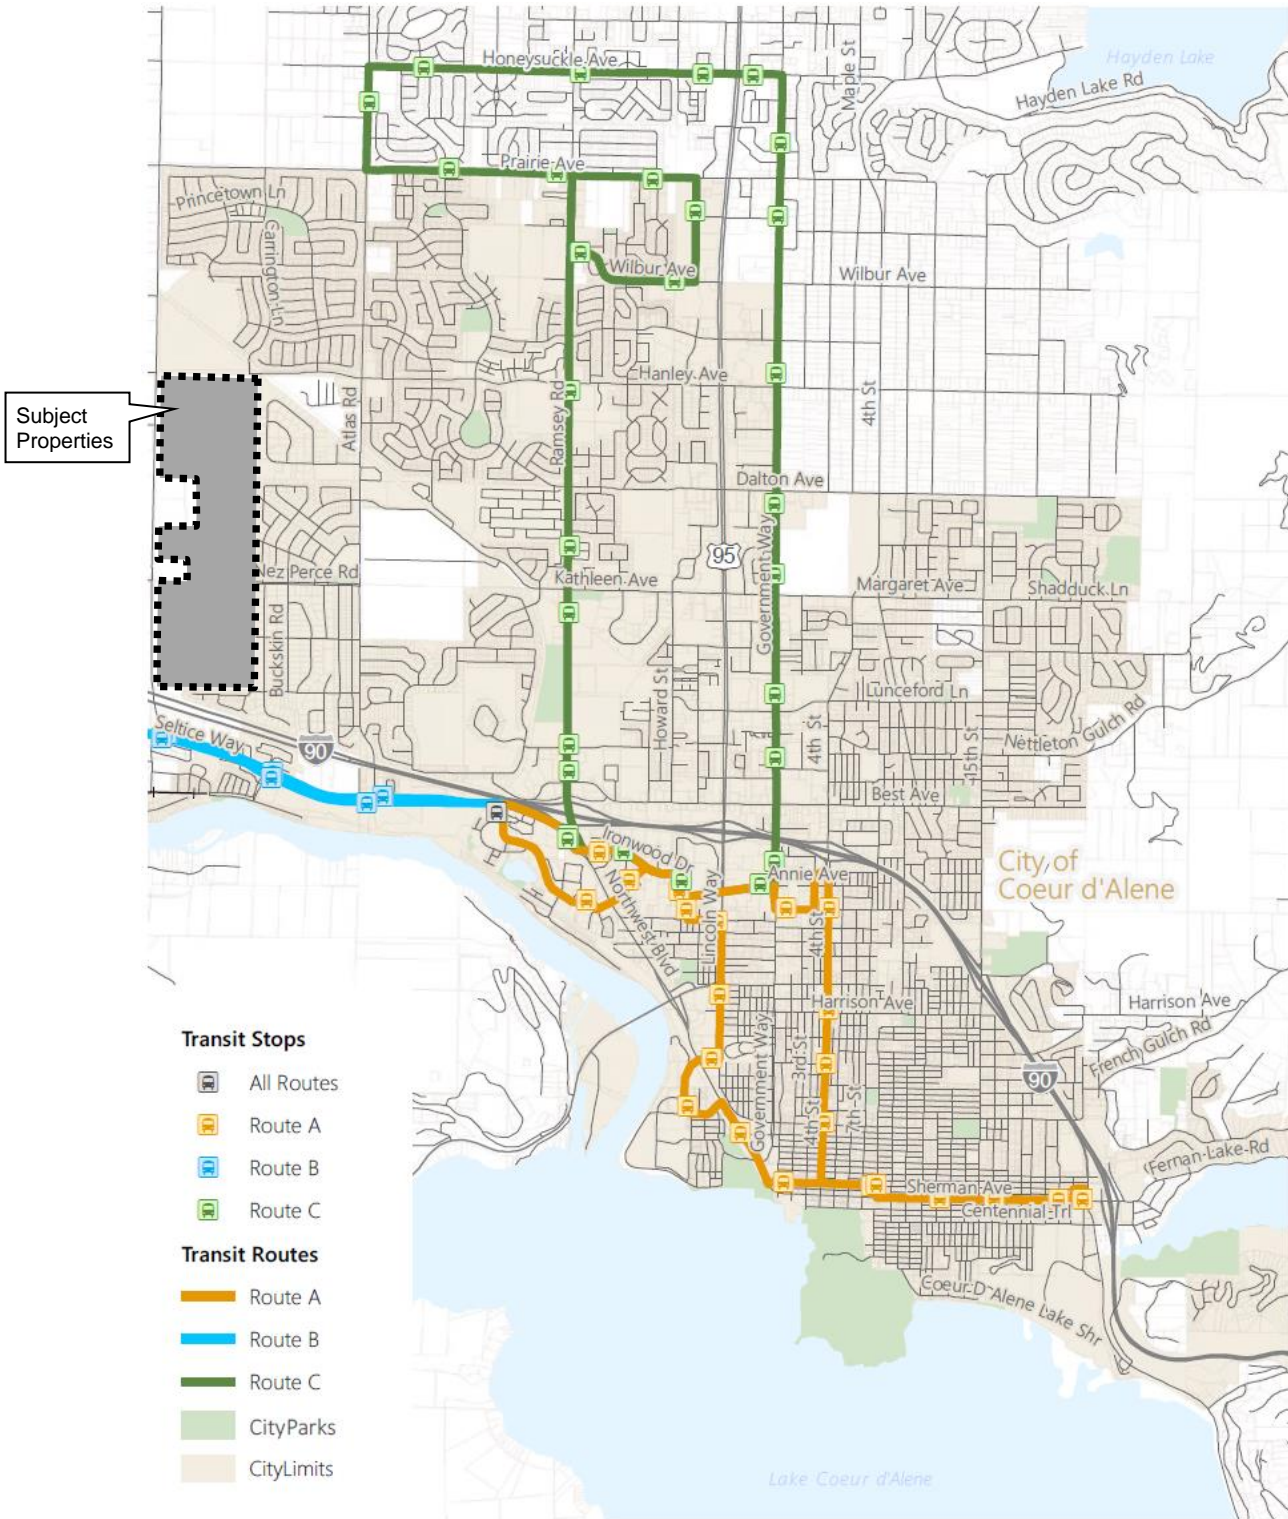 Honeysuckle Ave
Maple St
Hayden Lake
Hayden Lake Rd
Prairie Ave
Princetown Ln
Carrington Ln
Wilbur Ave
Wilbur Ave
Hanley Ave
Subject
Properties
Atlas Rd
Ramsey Rd
4th St
Dalton Ave
95
Government Way
Nez Perce Rd
Kathleen Ave
Margaret Ave
Shadduck Ln
Buckskin Rd
Howard St
Lunceford Ln
Nettleton Gulch Rd
4th St
15th St
Seltice Way
90
Best Ave
Ironwood Dr
Annie Ave
City of
Coeur d'Alene
Northwest Blvd
Lincoln Way
4th St
Harrison Ave
Harrison Ave
French Gulch Rd
Government Way
3rd St
90
4th St
7th St
Fernan Lake Rd
Sherman Ave
Centennial Trl
Coeur D'Alene Lake Shr
Lake Coeur d'Alene
Transit Stops
All Routes
Route A
Route B
Route C
Transit Routes
Route A
Route B
Route C
CityParks
CityLimits